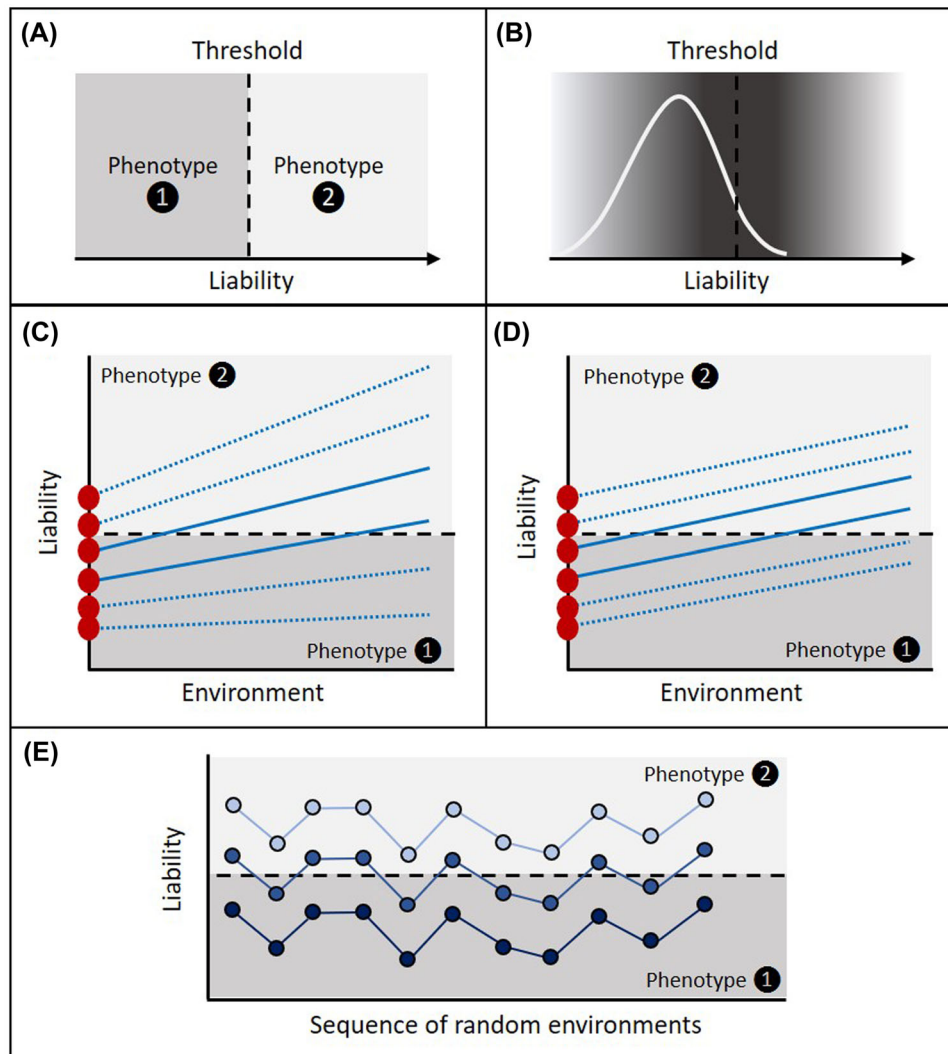 (A)
Threshold
Phenotype
1
Phenotype
2
Liability
(B)
Threshold
Liability
(C)
Phenotype 2
Liability
Phenotype 1
Environment
(D)
Phenotype 2
Liability
Phenotype 1
Environment
(E)
Phenotype 2
Liability
Phenotype 1
Sequence of random environments